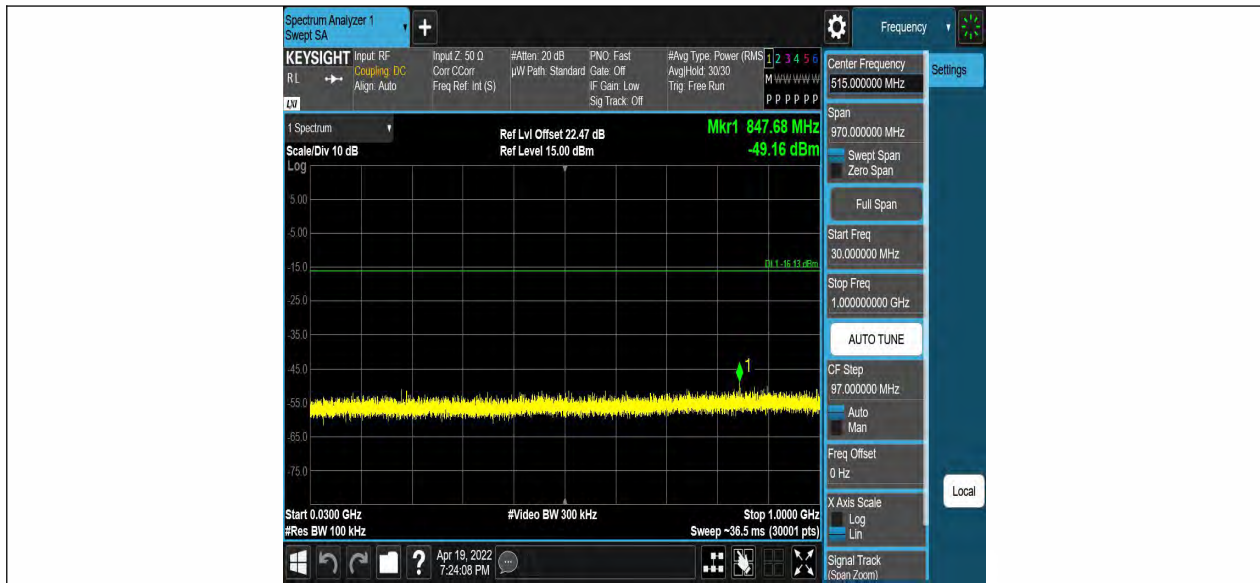 Spectrum Analyzer 1
Swept SA
+
Frequency
KEYSIGHT
RL
LXI
Input: RF
Coupling: DC
Align: Auto
Input Z: 50 Ω
Corr CCorr
Freq Ref: Int (S)
#Atten: 20 dB
µW Path: Standard
PNO: Fast
Gate: Off
IF Gain: Low
Sig Track: Off
#Avg Type: Power (RMS
Avg|Hold: 30/30
Trig: Free Run
1 2 3 4 5 6
M W W W W W
P P P P P P
1 Spectrum
Scale/Div 10 dB
Log
Ref Lvl Offset 22.47 dB
Ref Level 15.00 dBm
Mkr1 847.68 MHz
-49.16 dBm
5.00
-5.00
-15.0
DL1 -16.13 dBm
-25.0
-35.0
-45.0
1
-55.0
-65.0
-75.0
Start 0.0300 GHz
#Res BW 100 kHz
#Video BW 300 kHz
Stop 1.0000 GHz
Sweep ~36.5 ms (30001 pts)
?
Apr 19, 2022
7:24:08 PM
Center Frequency
515.000000 MHz
Span
970.000000 MHz
Swept Span
Zero Span
Full Span
Start Freq
30.000000 MHz
Stop Freq
1.000000000 GHz
AUTO TUNE
CF Step
97.000000 MHz
Auto
Man
Freq Offset
0 Hz
X Axis Scale
Log
Lin
Signal Track
(Span Zoom)
Settings
Local